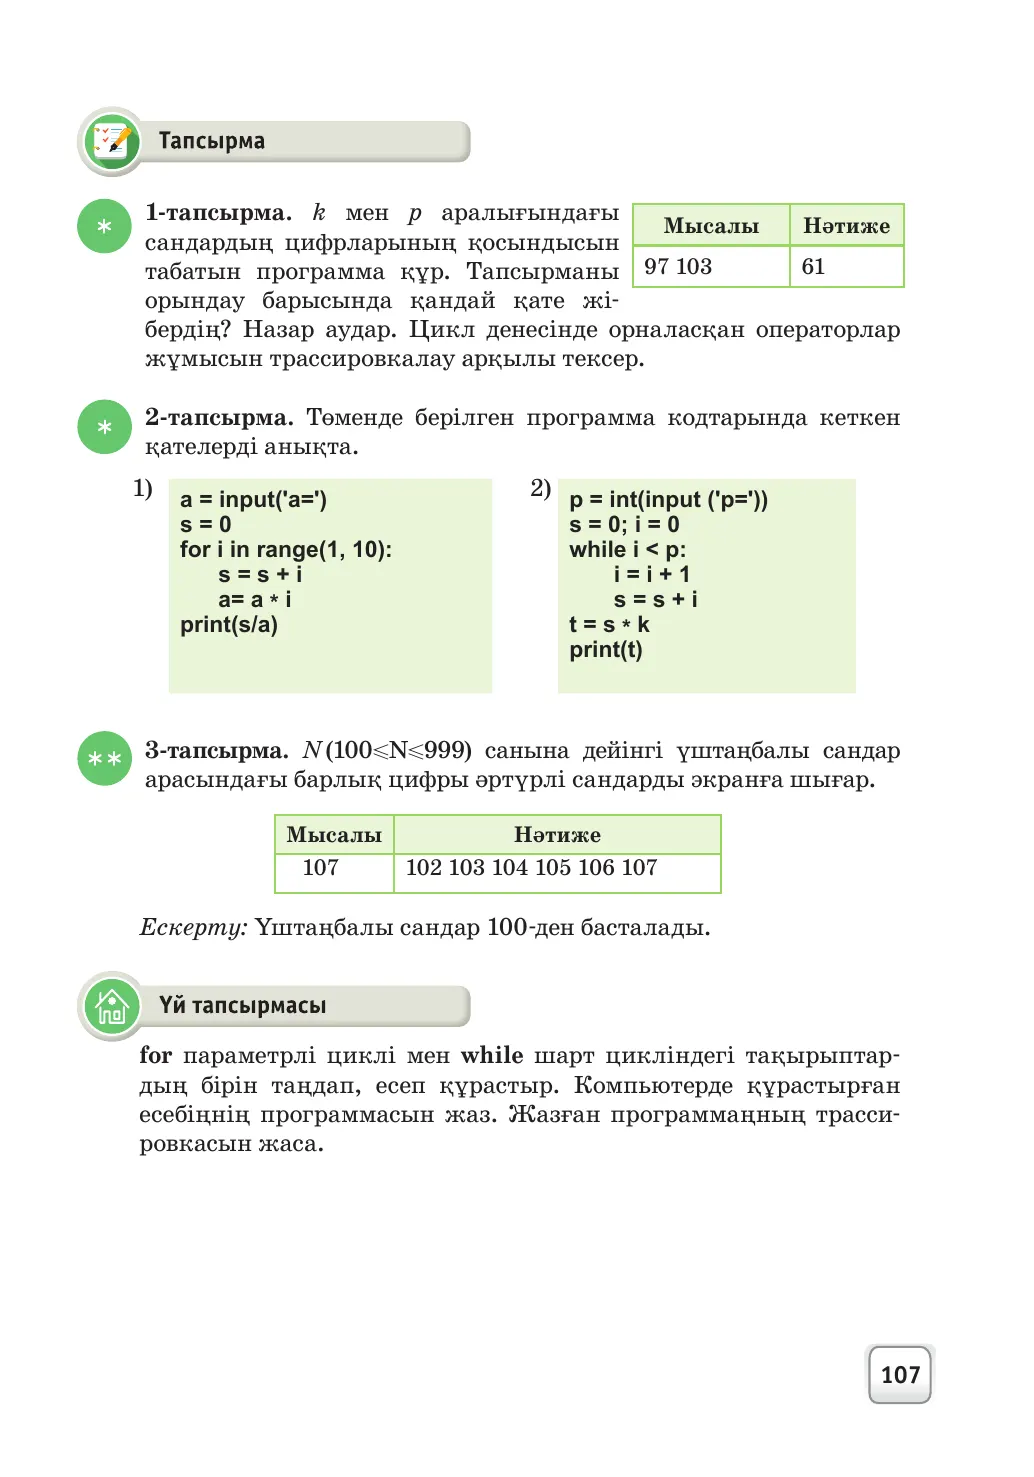 Тапсырма
*
1-тапсырма. k мен p аралығындағы
сандардың цифрларының қосындысын
табатын программа құр. Тапсырманы
орындау барысында қандай қате жі-
бердің? Назар аудар. Цикл денесінде орналасқан операторлар
жұмысын трассировкалау арқылы тексер.
Мысалы Нәтиже
97 103 61
*
2-тапсырма. Төменде берілген программа кодтарында кеткен
қателерді анықта.
1)
a = input('a=')
s = 0
for i in range(1, 10):
s = s + i
a= a * i
print(s/a)
2)
p = int(input ('p='))
s = 0; i = 0
while i < p:
i = i + 1
s = s + i
t = s * k
print(t)
**
3-тапсырма. N(100⩽N⩽999) санына дейінгі үштаңбалы сандар
арасындағы барлық цифры әртүрлі сандарды экранға шығар.
Мысалы Нәтиже
107 102 103 104 105 106 107
Ескерту: Үштаңбалы сандар 100-ден басталады.
Үй тапсырмасы
for параметрлі циклі мен while шарт цикліндегі тақырыптар-
дың бірін таңдап, есеп құрастыр. Компьютерде құрастырған
есебіңнің программасын жаз. Жазған программаңның трасси-
ровкасын жаса.
107